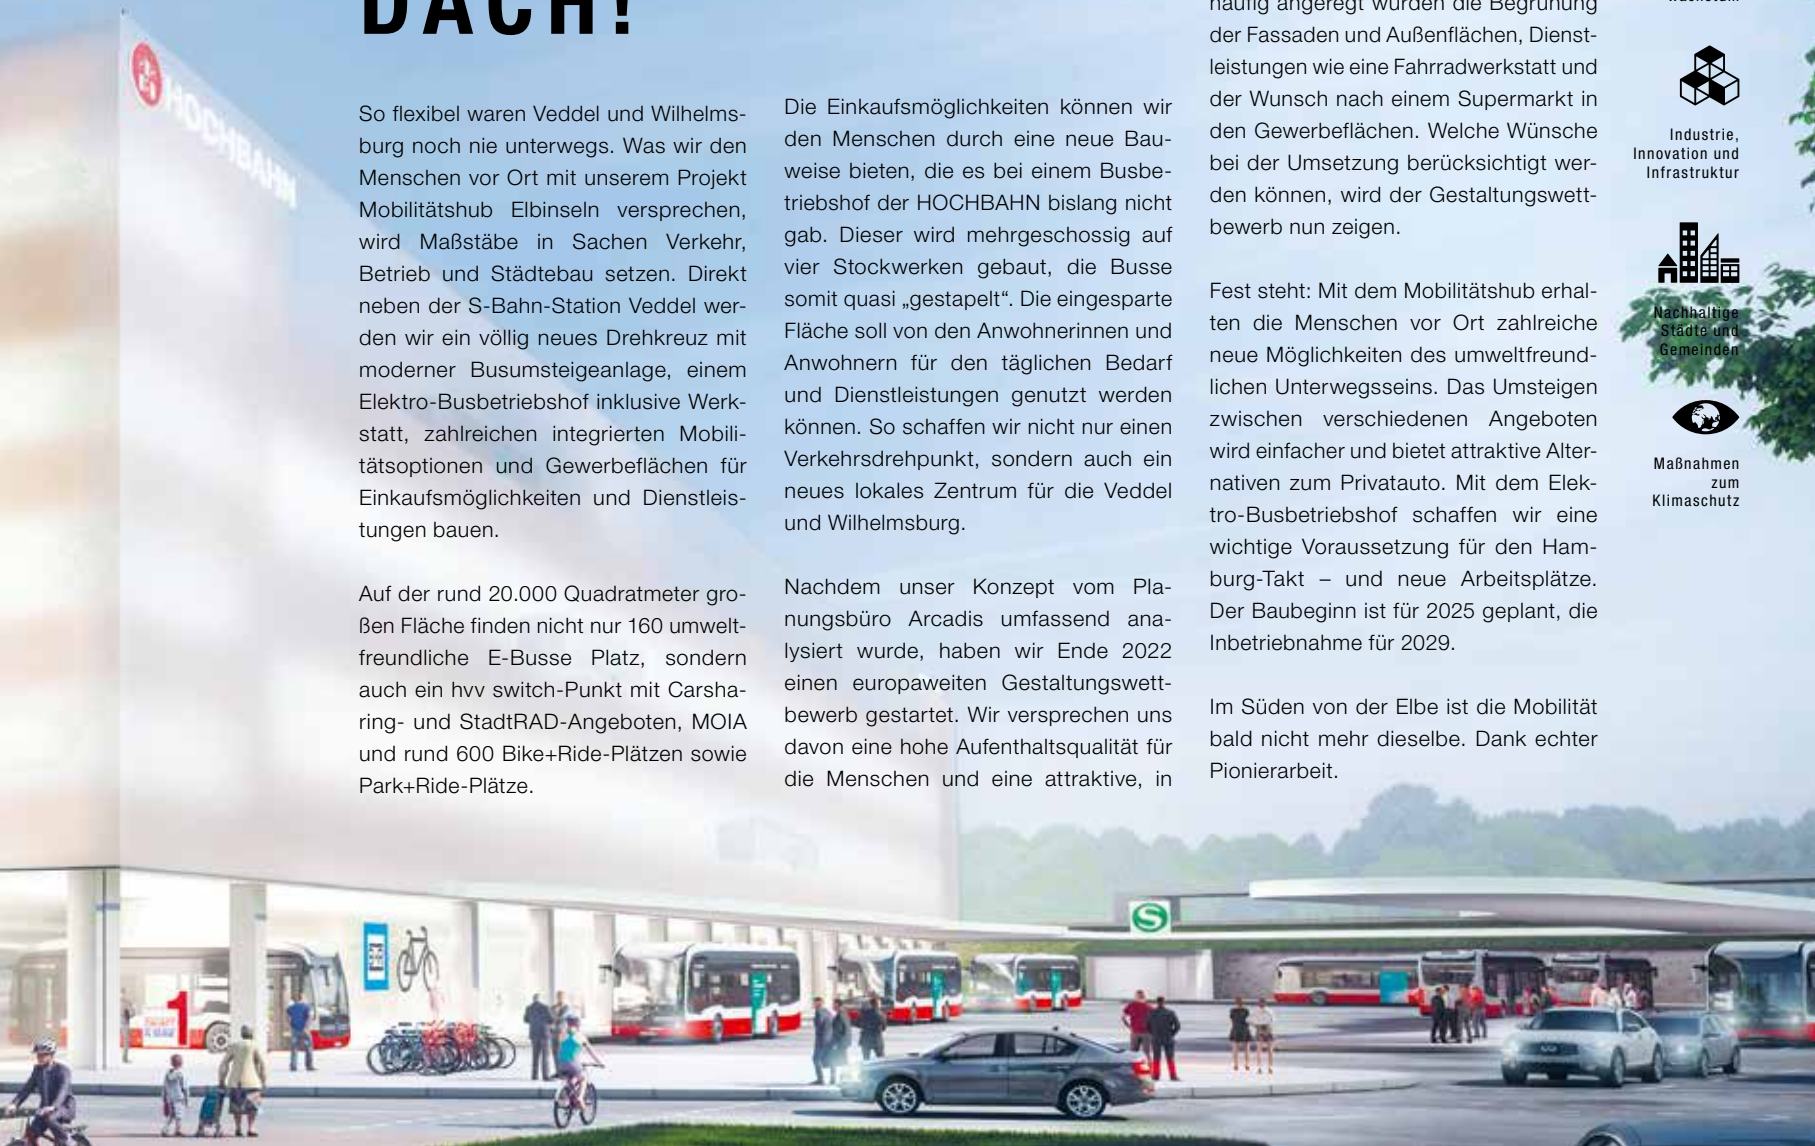 DACH!
HOCHBAHN
So flexibel waren Veddel und Wilhelms-
burg noch nie unterwegs. Was wir den
Menschen vor Ort mit unserem Projekt
Mobilitätshub Elbinseln versprechen,
wird Maßstäbe in Sachen Verkehr,
Betrieb und Städtebau setzen. Direkt
neben der S-Bahn-Station Veddel wer-
den wir ein völlig neues Drehkreuz mit
moderner Busumsteigeanlage, einem
Elektro-Busbetriebshof inklusive Werk-
statt, zahlreichen integrierten Mobili-
tätsoptionen und Gewerbeflächen für
Einkaufsmöglichkeiten und Dienstleis-
tungen bauen.
Auf der rund 20.000 Quadratmeter gro-
ßen Fläche finden nicht nur 160 umwelt-
freundliche E-Busse Platz, sondern
auch ein hvv switch-Punkt mit Carsha-
ring- und StadtRAD-Angeboten, MOIA
und rund 600 Bike+Ride-Plätzen sowie
Park+Ride-Plätze.
Die Einkaufsmöglichkeiten können wir
den Menschen durch eine neue Bau-
weise bieten, die es bei einem Busbe-
triebshof der HOCHBAHN bislang nicht
gab. Dieser wird mehrgeschossig auf
vier Stockwerken gebaut, die Busse
somit quasi „gestapelt“. Die eingesparte
Fläche soll von den Anwohnerinnen und
Anwohnern für den täglichen Bedarf
und Dienstleistungen genutzt werden
können. So schaffen wir nicht nur einen
Verkehrsdrehpunkt, sondern auch ein
neues lokales Zentrum für die Veddel
und Wilhelmsburg.
Nachdem unser Konzept vom Pla-
nungsbüro Arcadis umfassend ana-
lysiert wurde, haben wir Ende 2022
einen europaweiten Gestaltungswett-
bewerb gestartet. Wir versprechen uns
davon eine hohe Aufenthaltsqualität für
die Menschen und eine attraktive, in
häufig angeregt wurden die Begrünung
der Fassaden und Außenflächen, Dienst-
leistungen wie eine Fahrradwerkstatt und
der Wunsch nach einem Supermarkt in
den Gewerbeflächen. Welche Wünsche
bei der Umsetzung berücksichtigt wer-
den können, wird der Gestaltungswett-
bewerb nun zeigen.
Fest steht: Mit dem Mobilitätshub erhal-
ten die Menschen vor Ort zahlreiche
neue Möglichkeiten des umweltfreund-
lichen Unterwegsseins. Das Umsteigen
zwischen verschiedenen Angeboten
wird einfacher und bietet attraktive Alter-
nativen zum Privatauto. Mit dem Elek-
tro-Busbetriebshof schaffen wir eine
wichtige Voraussetzung für den Ham-
burg-Takt – und neue Arbeitsplätze.
Der Baubeginn ist für 2025 geplant, die
Inbetriebnahme für 2029.
Im Süden von der Elbe ist die Mobilität
bald nicht mehr dieselbe. Dank echter
Pionierarbeit.
Industrie,
Innovation und
Infrastruktur
Nachhaltige
Städte und
Gemeinden
Maßnahmen
zum
Klimaschutz
S
1